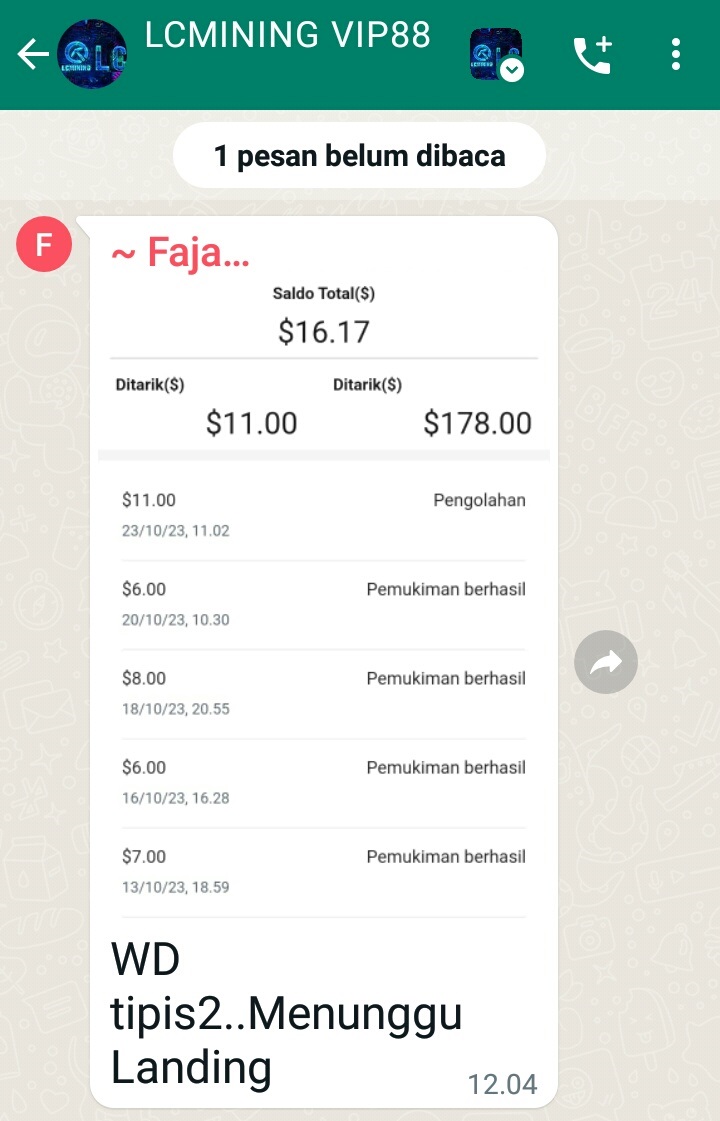 LCMINING VIP88
1 pesan belum dibaca
F
~ Faja...
Saldo Total($)
$16.17
Ditarik($) Ditarik($)
$11.00 $178.00
$11.00 Pengolahan
23/10/23, 11.02
$6.00 Pemukiman berhasil
20/10/23, 10.30
$8.00 Pemukiman berhasil
18/10/23, 20.55
$6.00 Pemukiman berhasil
16/10/23, 16.28
$7.00 Pemukiman berhasil
13/10/23, 18.59
WD
tipis2..Menunggu
Landing
12.04